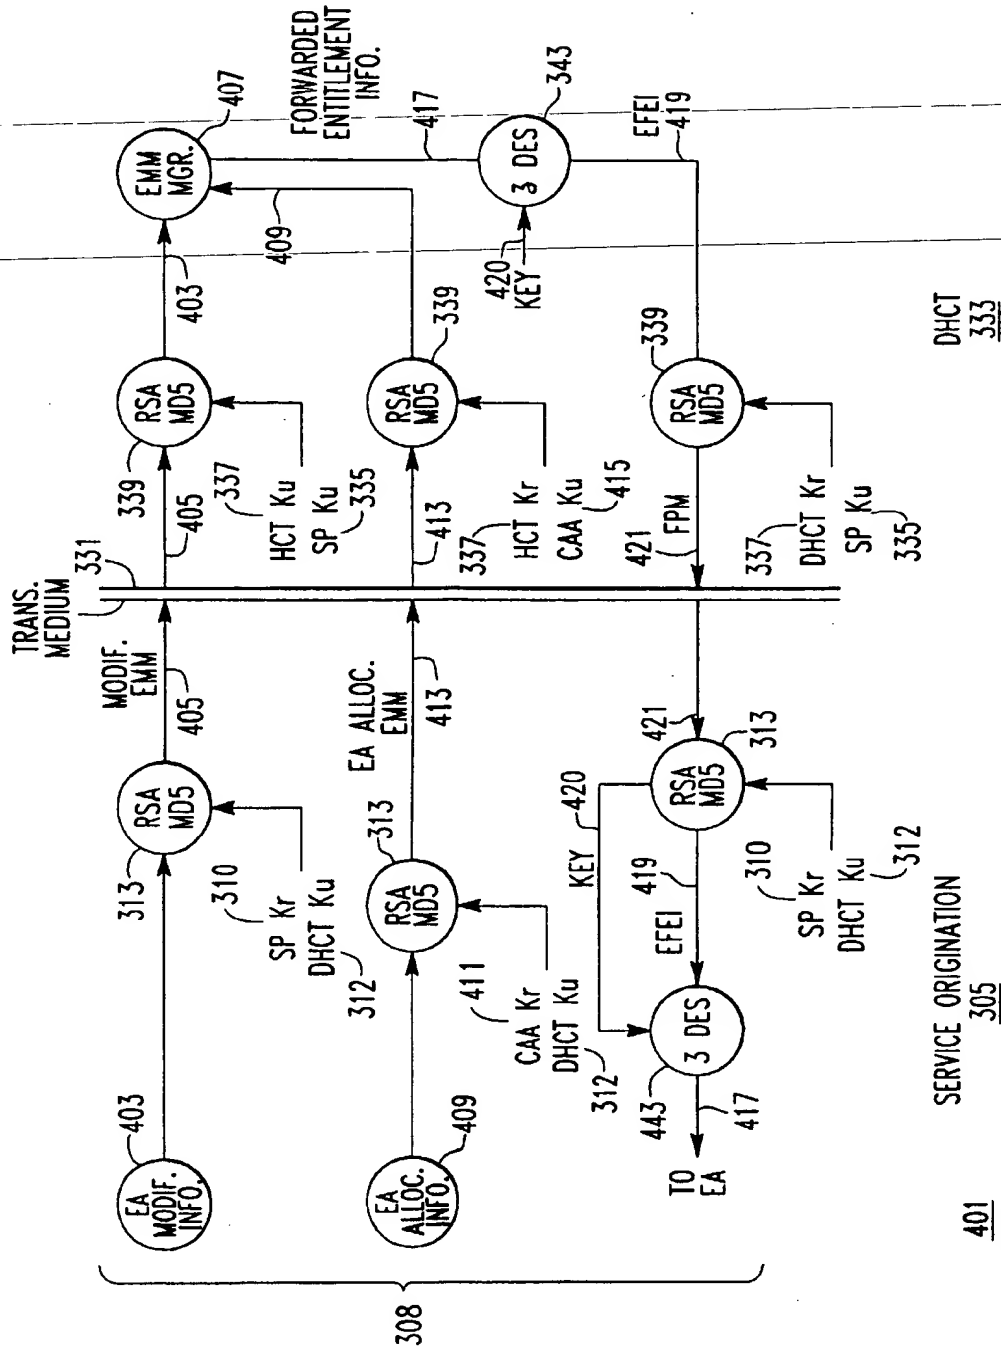 308
EA
MODIF.
INFO.
403
313
RSA
MD5
310
SP Kr
DHCT Ku
312
MODIF.
EMM
405
TRANS.
MEDIUM
331
405
339
RSA
MD5
337
HCT Ku
SP Ku
335
403
EMM
MGR.
407
EA
ALLOC.
INFO.
409
313
RSA
MD5
411
CAA Kr
DHCT Ku
312
EA ALLOC.
EMM
413
413
RSA
MD5
339
337
HCT Kr
CAA Ku
415
409
FORWARDED
ENTITLEMENT
INFO.
417
3 DES
343
420
KEY
EFEI
419
TO
EA
417
443
3 DES
KEY
420
EFEI
419
RSA
MD5
313
421
310
SP Kr
DHCT Ku
312
421
FPM
RSA
MD5
339
337
DHCT Kr
SP Ku
335
401
SERVICE ORIGINATION
305
DHCT
333